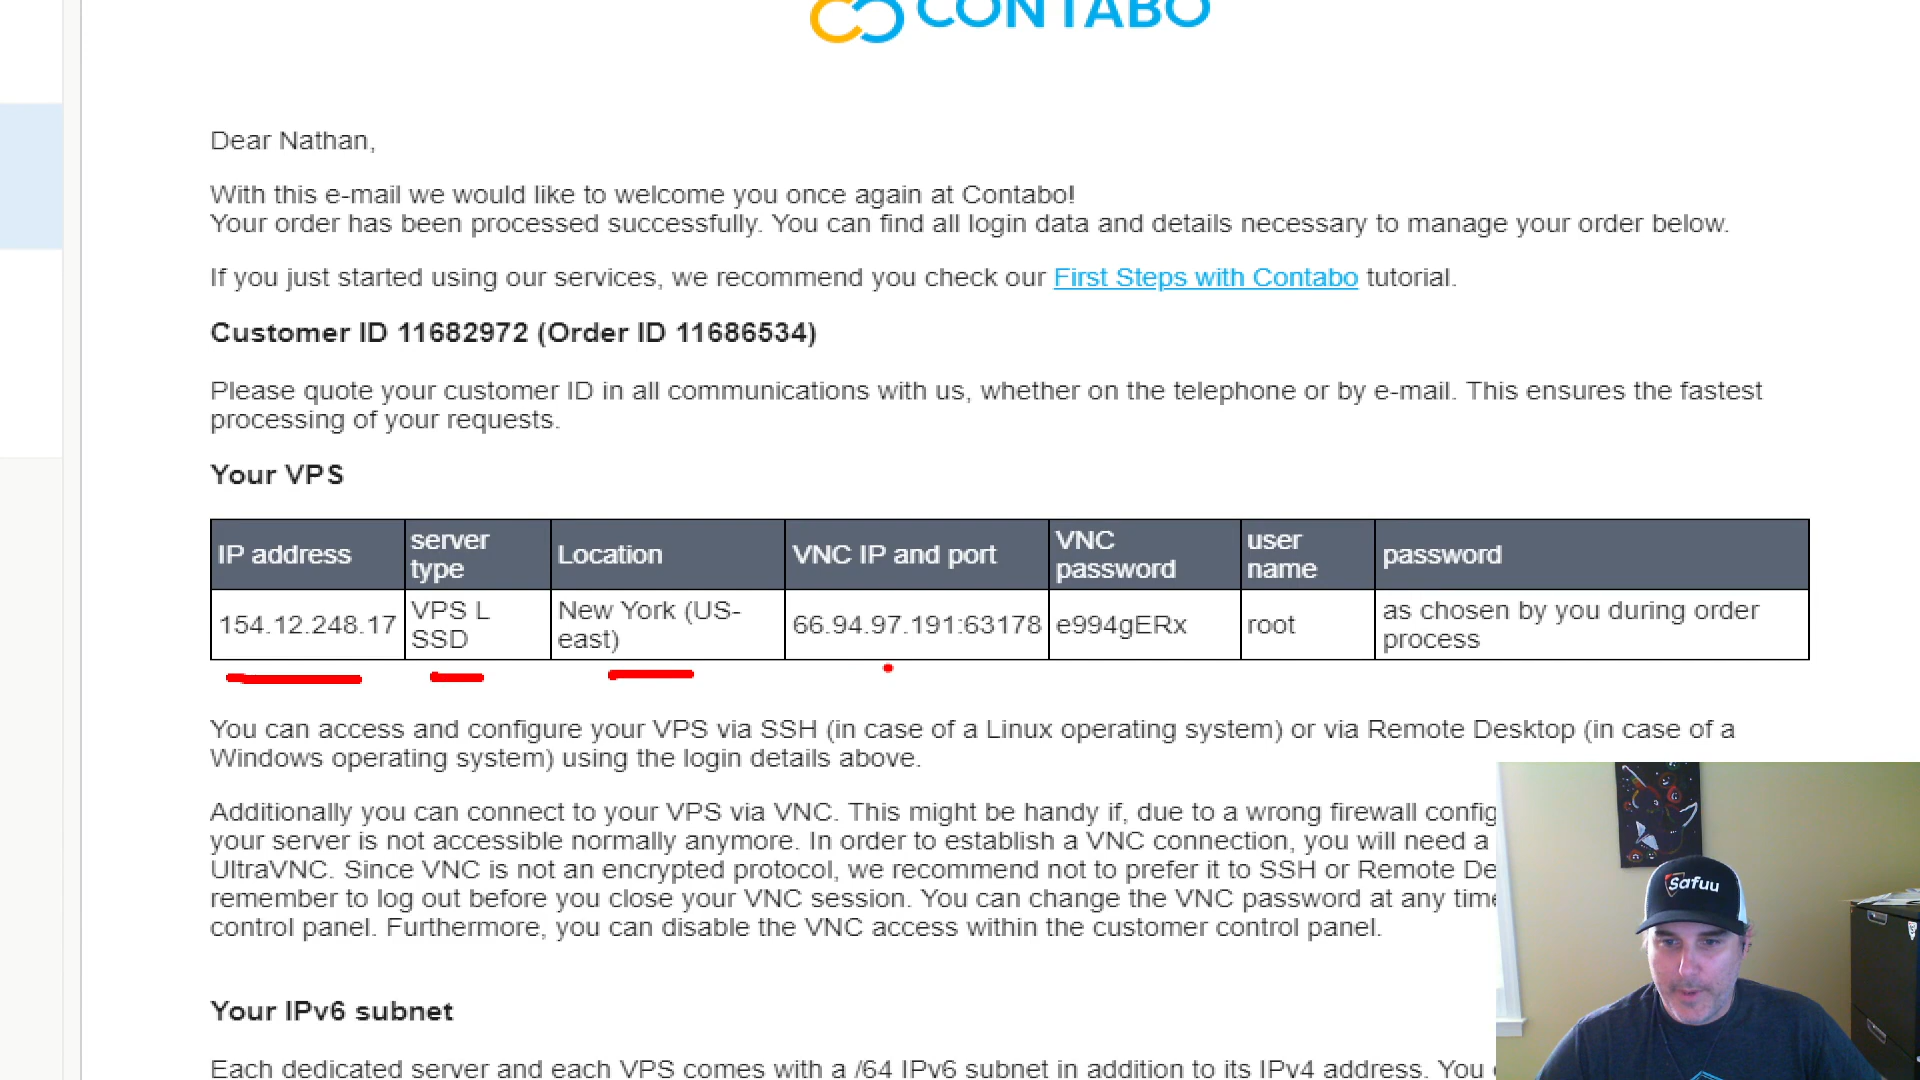 CONTABO
Dear Nathan,
With this e-mail we would like to welcome you once again at Contabo!
Your order has been processed successfully. You can find all login data and details necessary to manage your order below.
If you just started using our services, we recommend you check our First Steps with Contabo tutorial.
Customer ID 11682972 (Order ID 11686534)
Please quote your customer ID in all communications with us, whether on the telephone or by e-mail. This ensures the fastest
processing of your requests.
Your VPS
IP address server type Location VNC IP and port VNC password user name password
154.12.248.17 VPS L SSD New York (US-east) 66.94.97.191:63178 e994gERx root as chosen by you during order process
You can access and configure your VPS via SSH (in case of a Linux operating system) or via Remote Desktop (in case of a
Windows operating system) using the login details above.
Additionally you can connect to your VPS via VNC. This might be handy if, due to a wrong firewall config
your server is not accessible normally anymore. In order to establish a VNC connection, you will need a
UltraVNC. Since VNC is not an encrypted protocol, we recommend not to prefer it to SSH or Remote De
remember to log out before you close your VNC session. You can change the VNC password at any time
control panel. Furthermore, you can disable the VNC access within the customer control panel.
Safuu
Your IPv6 subnet
Each dedicated server and each VPS comes with a /64 IPv6 subnet in addition to its IPv4 address. You